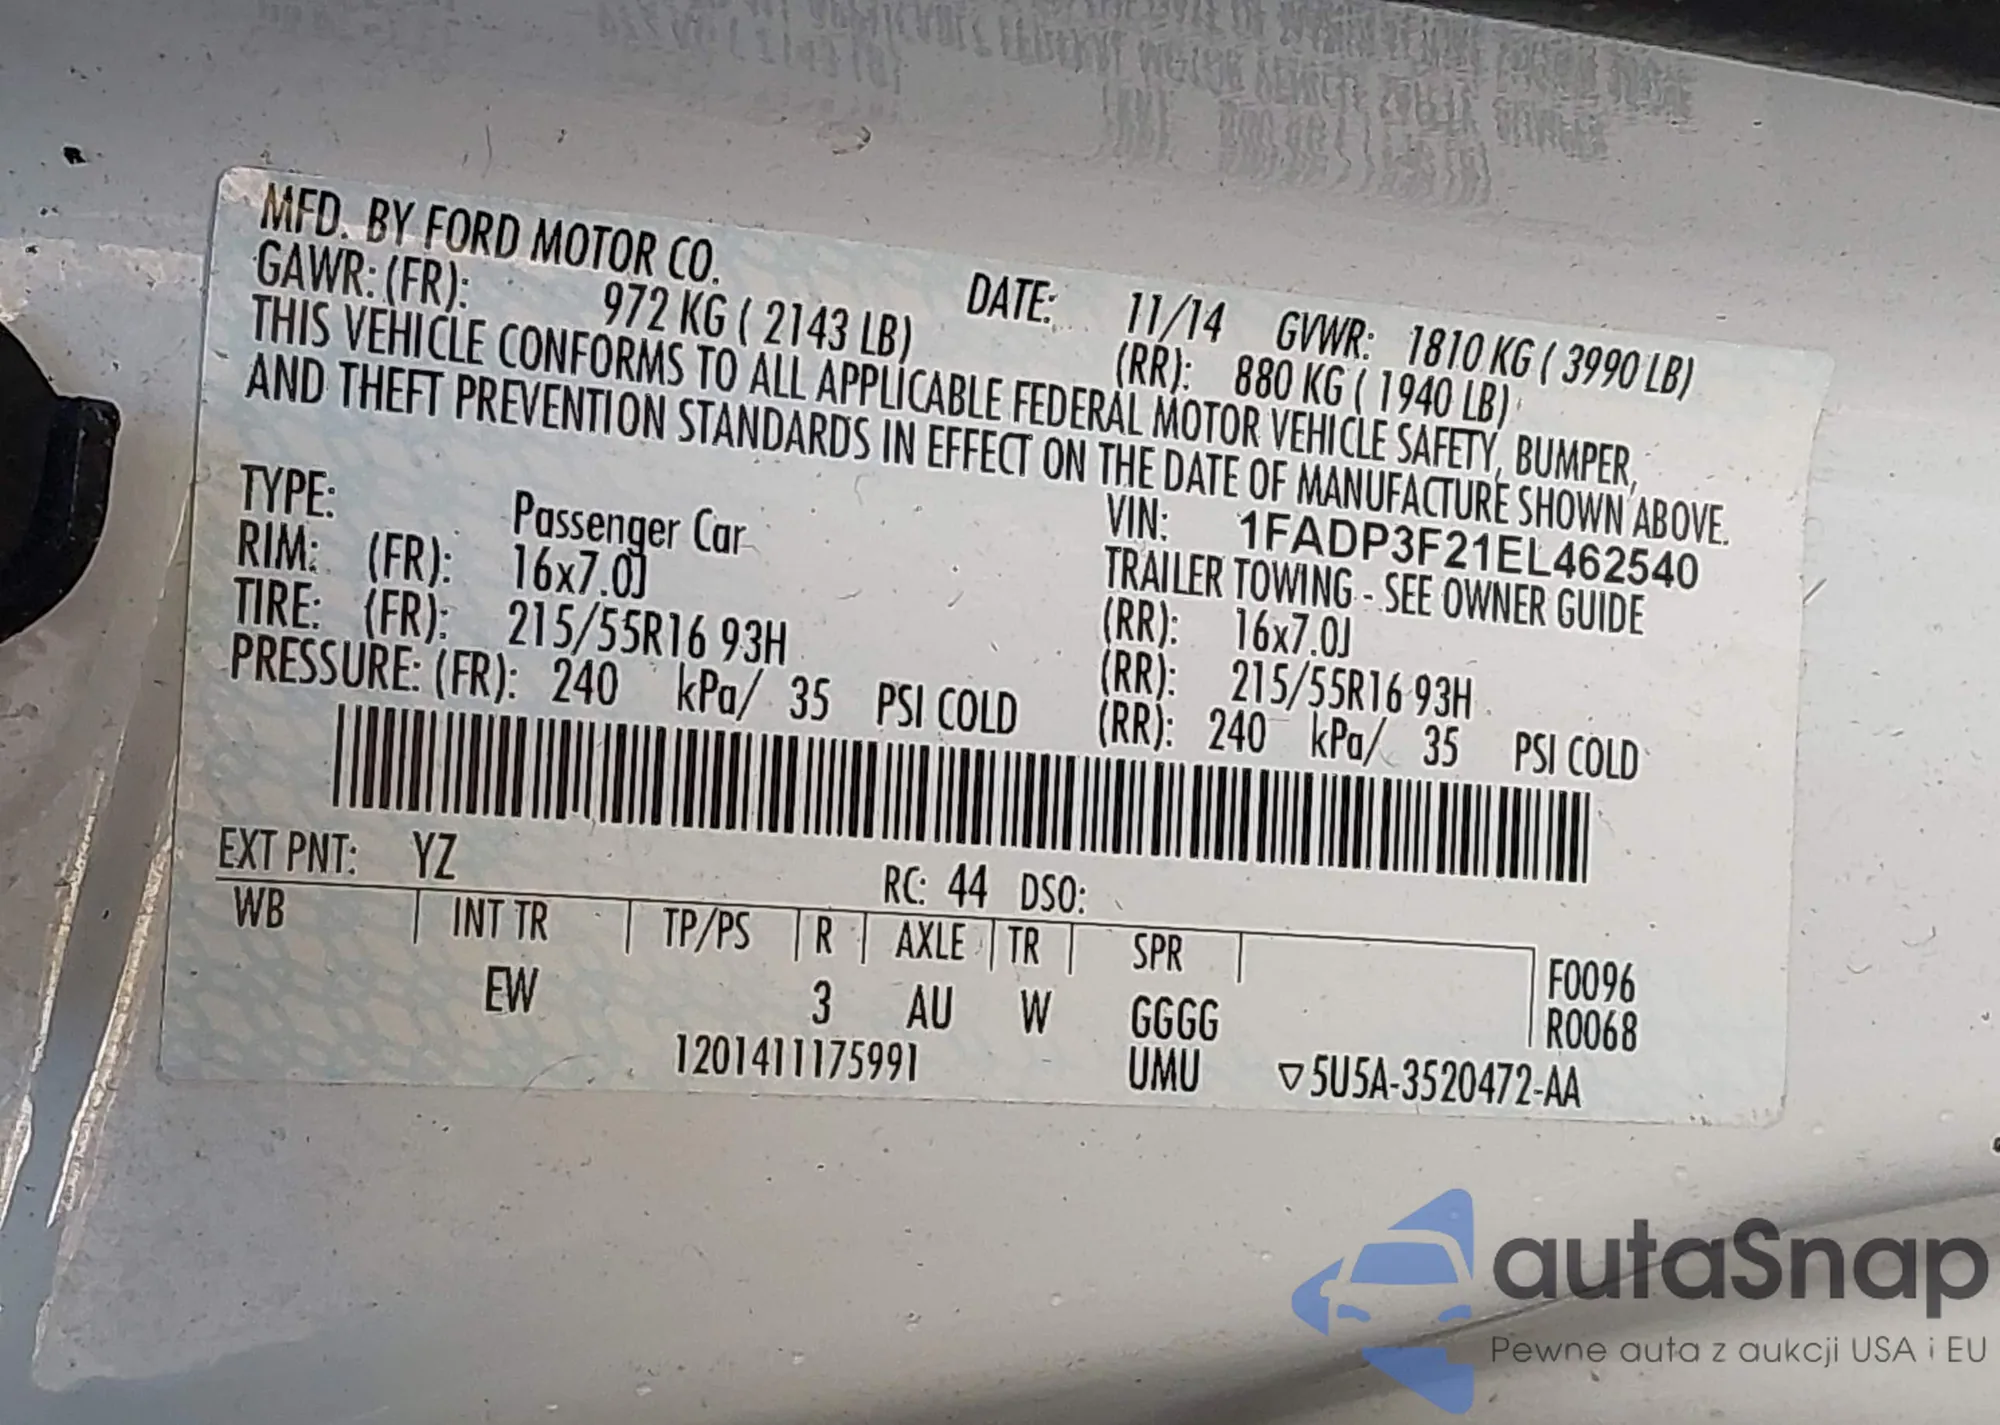 MFD. BY FORD MOTOR CO. DATE: 11/14 GVWR: 1810 KG ( 3990 LB)
GAWR: (FR): 972 KG ( 2143 LB) (RR): 880 KG ( 1940 LB)
THIS VEHICLE CONFORMS TO ALL APPLICABLE FEDERAL MOTOR VEHICLE SAFETY, BUMPER,
AND THEFT PREVENTION STANDARDS IN EFFECT ON THE DATE OF MANUFACTURE SHOWN ABOVE.
VIN: 1FADP3F21EL462540
TYPE: Passenger Car TRAILER TOWING - SEE OWNER GUIDE
RIM: (FR): 16x7.0J (RR): 16x7.0J
TIRE: (FR): 215/55R16 93H (RR): 215/55R16 93H
PRESSURE: (FR): 240 kPa/ 35 PSI COLD (RR): 240 kPa/ 35 PSI COLD
EXT PNT: YZ RC: 44 DSO:
WB INT TR TP/PS R AXLE TR SPR F0096
EW 3 AU W GGGG R0068
1201411175991 UMU ▽5U5A-3520472-AA
autaSnap
Pewne auta z aukcji USA i EU